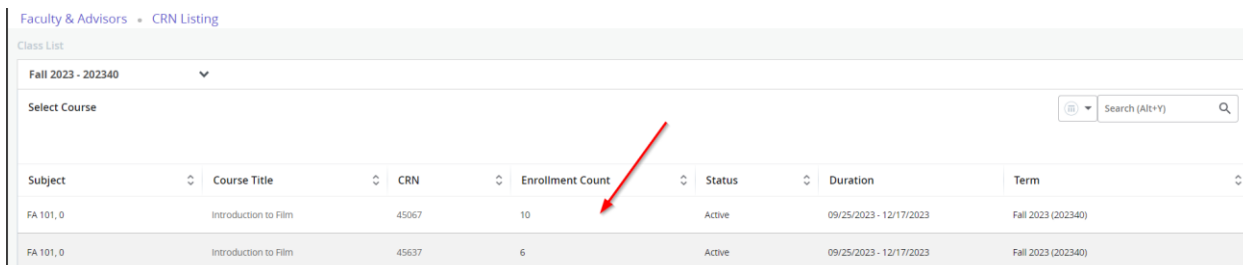 Faculty & Advisors • CRN Listing
Class List
Fall 2023 - 202340
Select Course
Search (Alt+Y)
Subject Course Title CRN Enrollment Count Status Duration Term
FA 101, 0 Introduction to Film 45067 10 Active 09/25/2023 - 12/17/2023 Fall 2023 (202340)
FA 101, 0 Introduction to Film 45637 6 Active 09/25/2023 - 12/17/2023 Fall 2023 (202340)